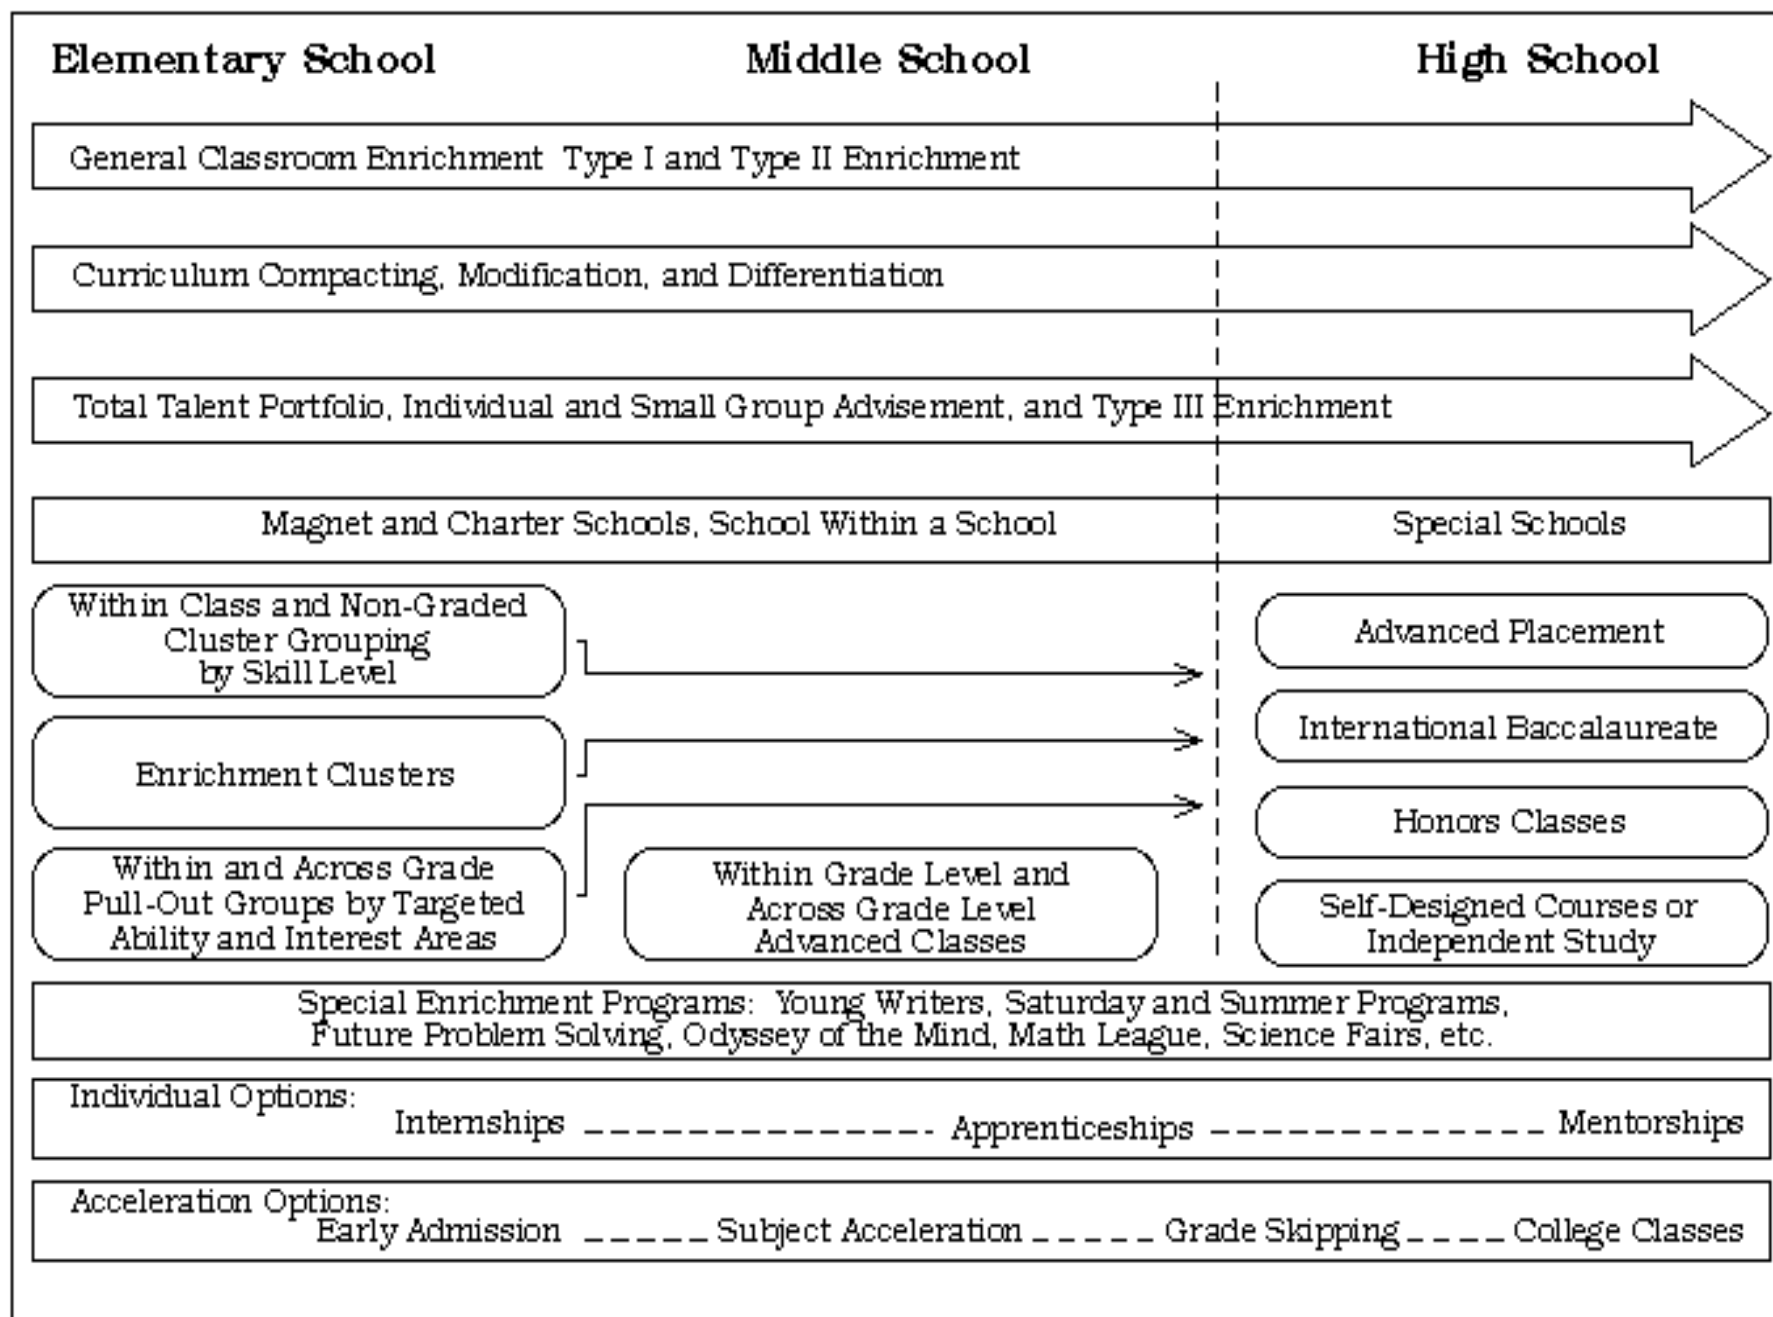 Elementary School Middle School High School
General Classroom Enrichment Type I and Type II Enrichment
Curriculum Compacting, Modification, and Differentiation
Total Talent Portfolio, Individual and Small Group Advisement, and Type III Enrichment
Magnet and Charter Schools, School Within a School
Special Schools
Within Class and Non-Graded
Cluster Grouping
by Skill Level
Enrichment Clusters
Within and Across Grade
Pull-Out Groups by Targeted
Ability and Interest Areas
Within Grade Level and
Across Grade Level
Advanced Classes
Advanced Placement
International Baccalaureate
Honors Classes
Self-Designed Courses or
Independent Study
Special Enrichment Programs: Young Writers, Saturday and Summer Programs,
Future Problem Solving, Odyssey of the Mind, Math League, Science Fairs, etc.
Individual Options:
Internships Apprenticeships Mentorships
Acceleration Options:
Early Admission Subject Acceleration Grade Skipping College Classes